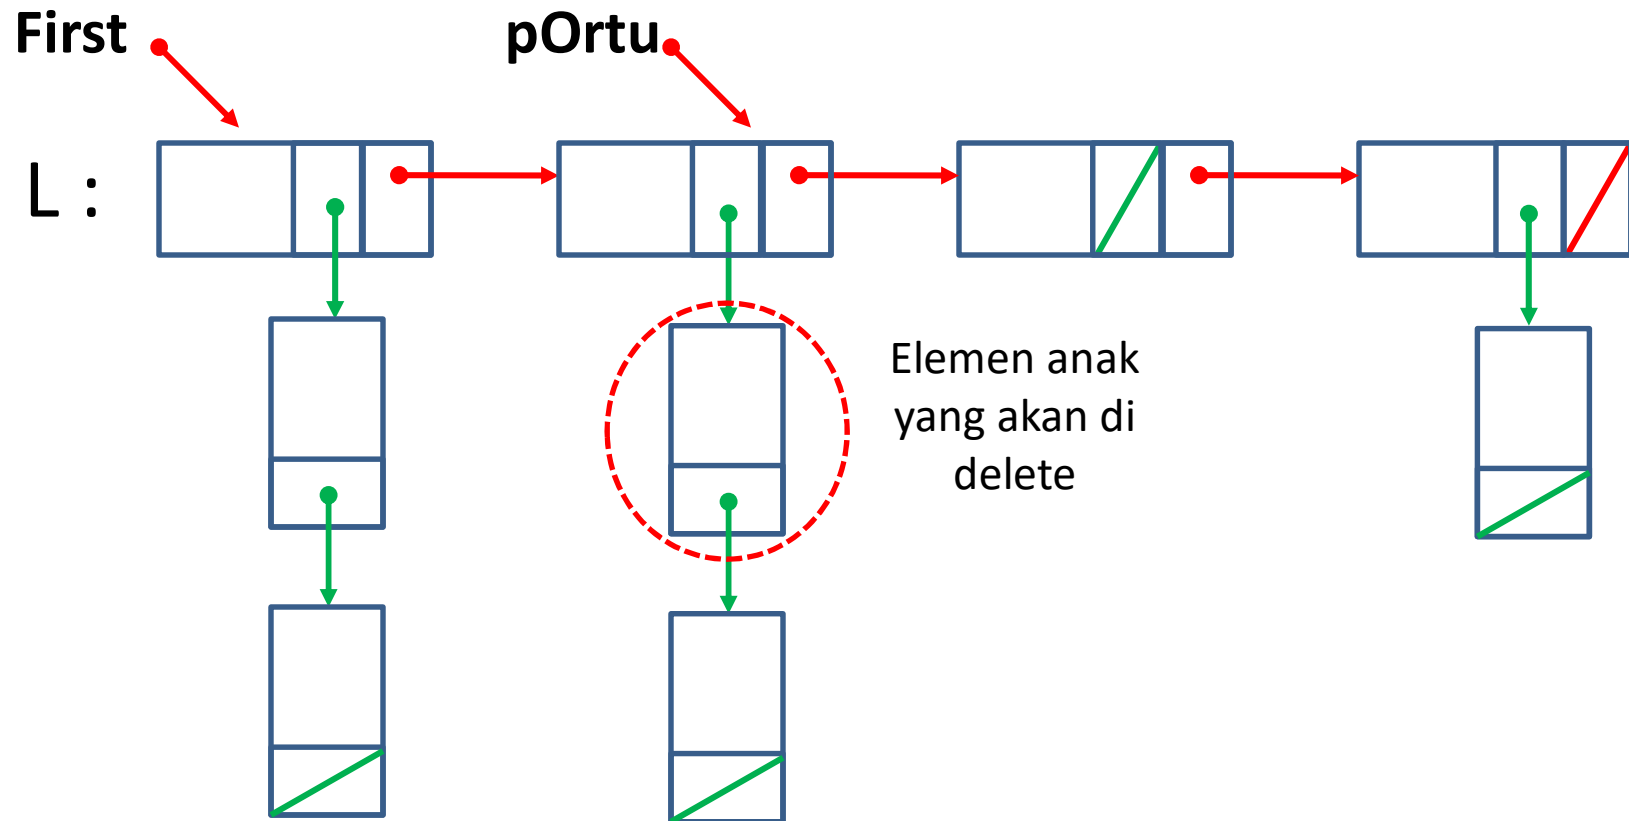 First
pOrtu
L :
Elemen anak
yang akan di
delete